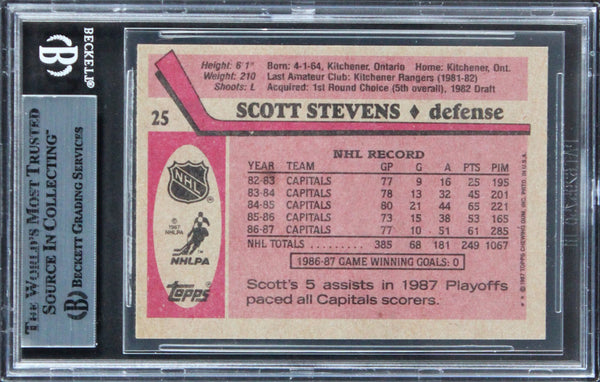 BECKETT®
B
THE WORLD'S MOST TRUSTED
SOURCE IN COLLECTING™
B BECKETT GRADING SERVICES
Height: 6'1" Born: 4-1-64, Kitchener, Ontario Home: Kitchener, Ont.
Weight: 210 Last Amateur Club: Kitchener Rangers (1981-82)
Shoots: L Acquired: 1st Round Choice (5th overall), 1982 Draft
25 SCOTT STEVENS ♦ defense
NHL
© 1987
NHLPA
NHLPA
topps
NHL RECORD
YEAR TEAM GP G A PTS PIM
82-83 CAPITALS 77 9 16 25 195
83-84 CAPITALS 78 13 32 45 201
84-85 CAPITALS 80 21 44 65 221
85-86 CAPITALS 73 15 38 53 165
86-87 CAPITALS 77 10 51 61 285
NHL TOTALS ........... 385 68 181 249 1067
1986-87 GAME WINNING GOALS: 0
Scott's 5 assists in 1987 Playoffs
paced all Capitals scorers.
* * © 1987 TOPPS CHEWING GUM, INC. PRTD. IN U.S.A.